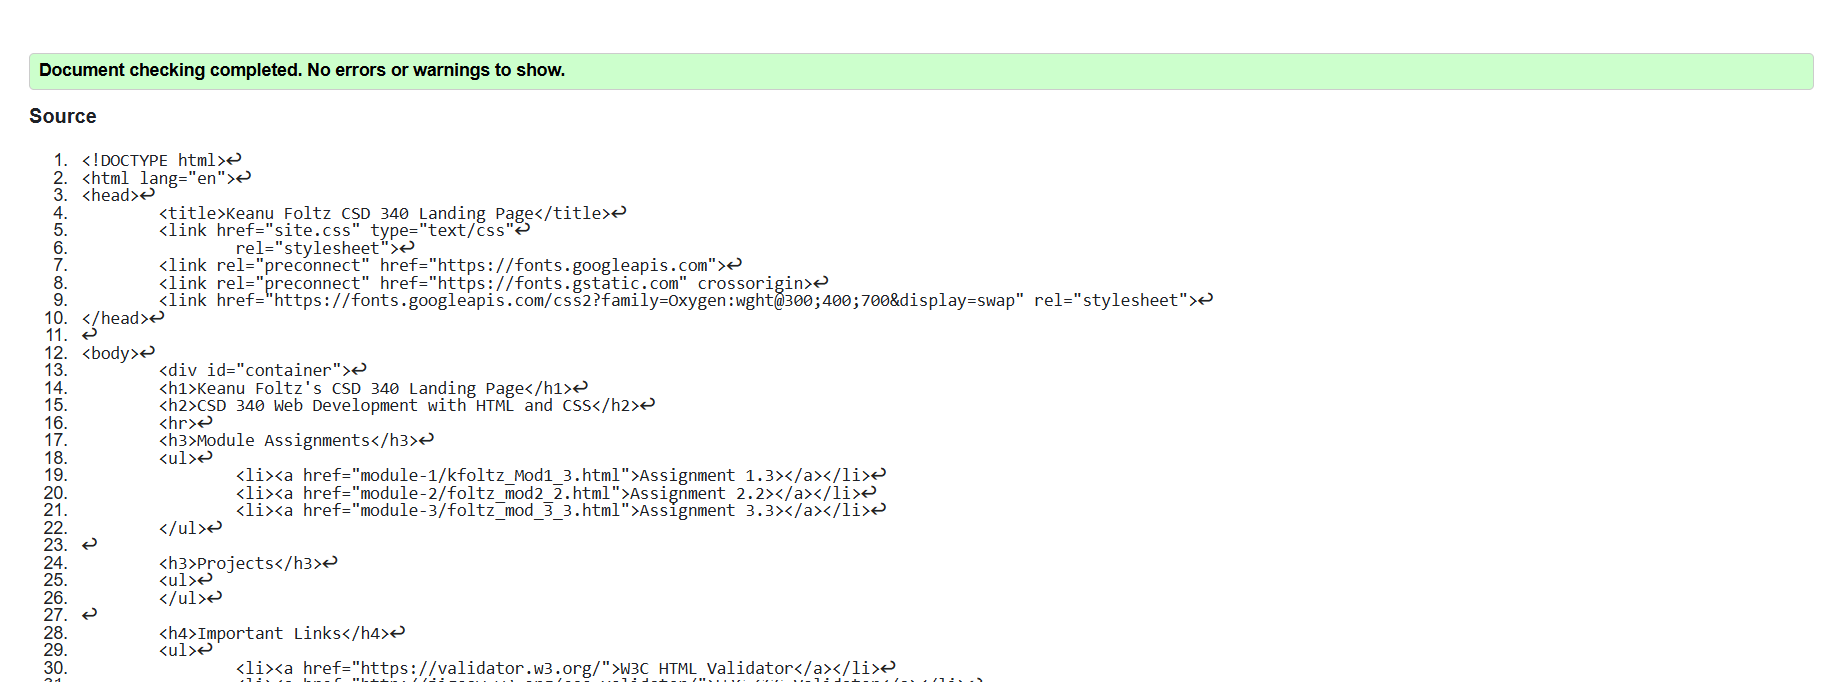 Document checking completed. No errors or warnings to show.
Source
1. <!DOCTYPE html>↩
2. <html lang="en">↩
3. <head>↩
4. <title>Keanu Foltz CSD 340 Landing Page</title>↩
5. <link href="site.css" type="text/css"↩
6. rel="stylesheet">↩
7. <link rel="preconnect" href="https://fonts.googleapis.com">↩
8. <link rel="preconnect" href="https://fonts.gstatic.com" crossorigin>↩
9. <link href="https://fonts.googleapis.com/css2?family=Oxygen:wght@300;400;700&display=swap" rel="stylesheet">↩
10. </head>↩
11. ↩
12. <body>↩
13. <div id="container">↩
14. <h1>Keanu Foltz's CSD 340 Landing Page</h1>↩
15. <h2>CSD 340 Web Development with HTML and CSS</h2>↩
16. <hr>↩
17. <h3>Module Assignments</h3>↩
18. <ul>↩
19. <li><a href="module-1/kfoltz_Mod1_3.html">Assignment 1.3></a></li>↩
20. <li><a href="module-2/foltz_mod2_2.html">Assignment 2.2></a></li>↩
21. <li><a href="module-3/foltz_mod_3_3.html">Assignment 3.3></a></li>↩
22. </ul>↩
23. ↩
24. <h3>Projects</h3>↩
25. <ul>↩
26. </ul>↩
27. ↩
28. <h4>Important Links</h4>↩
29. <ul>↩
30. <li><a href="https://validator.w3.org/">W3C HTML Validator</a></li>↩